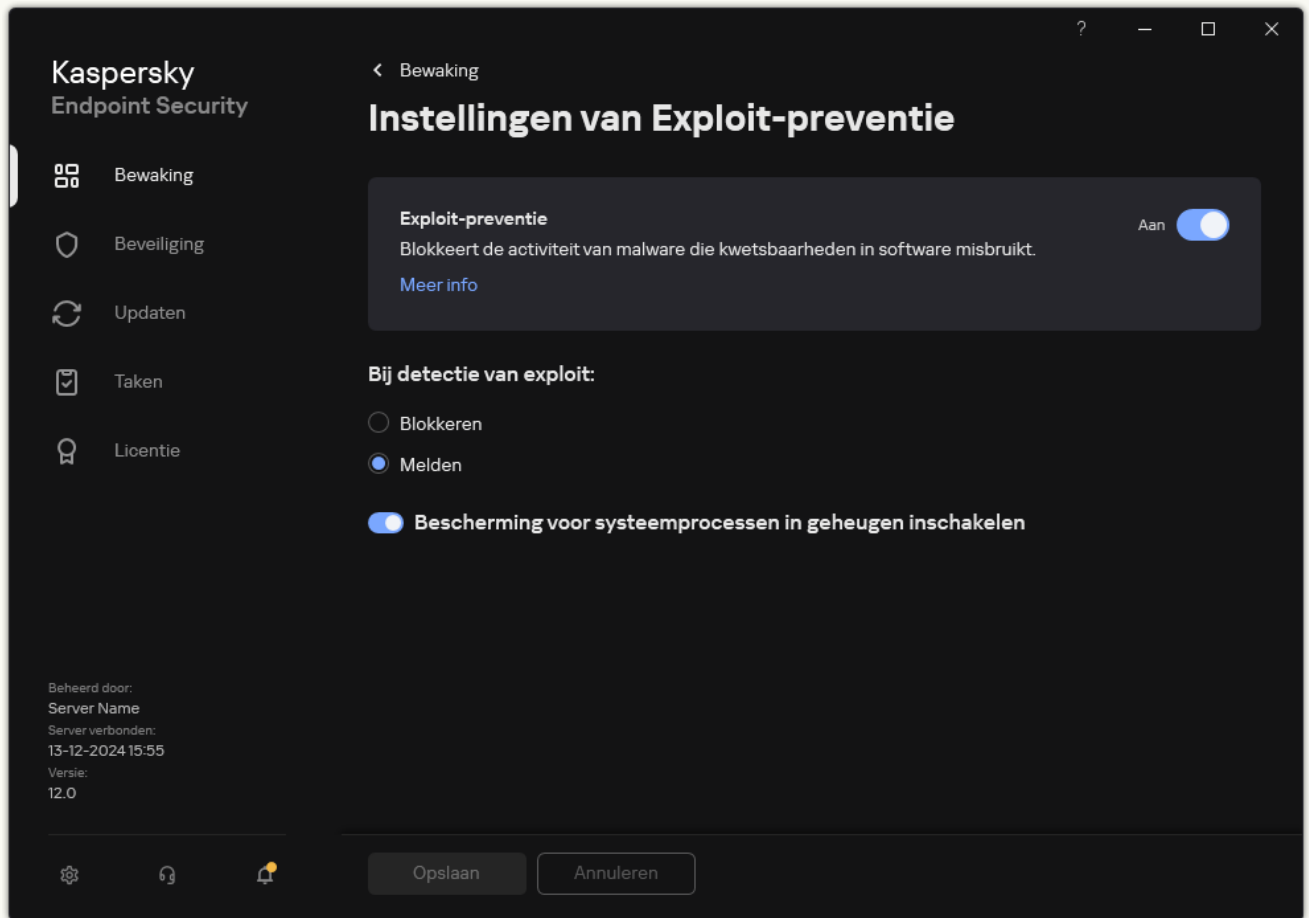 ?
Kaspersky
Endpoint Security
Bewaking
Beveiliging
Updaten
Taken
Licentie
Beheerd door:
Server Name
Server verbonden:
13-12-2024 15:55
Versie:
12.0
Bewaking
Instellingen van Exploit-preventie
Exploit-preventie
Aan
Blokkeert de activiteit van malware die kwetsbaarheden in software misbruikt.
Meer info
Bij detectie van exploit:
Blokkeren
Melden
Bescherming voor systeemprocessen in geheugen inschakelen
Opslaan
Annuleren